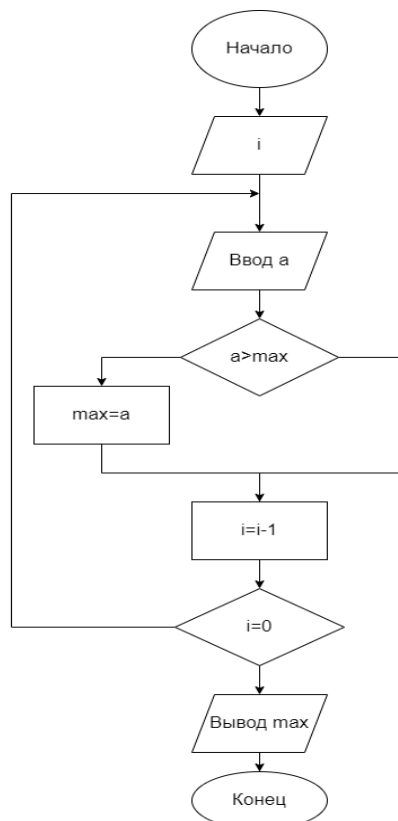 Начало
i
Ввод a
a>max
max=a
i=i-1
i=0
Вывод max
Конец